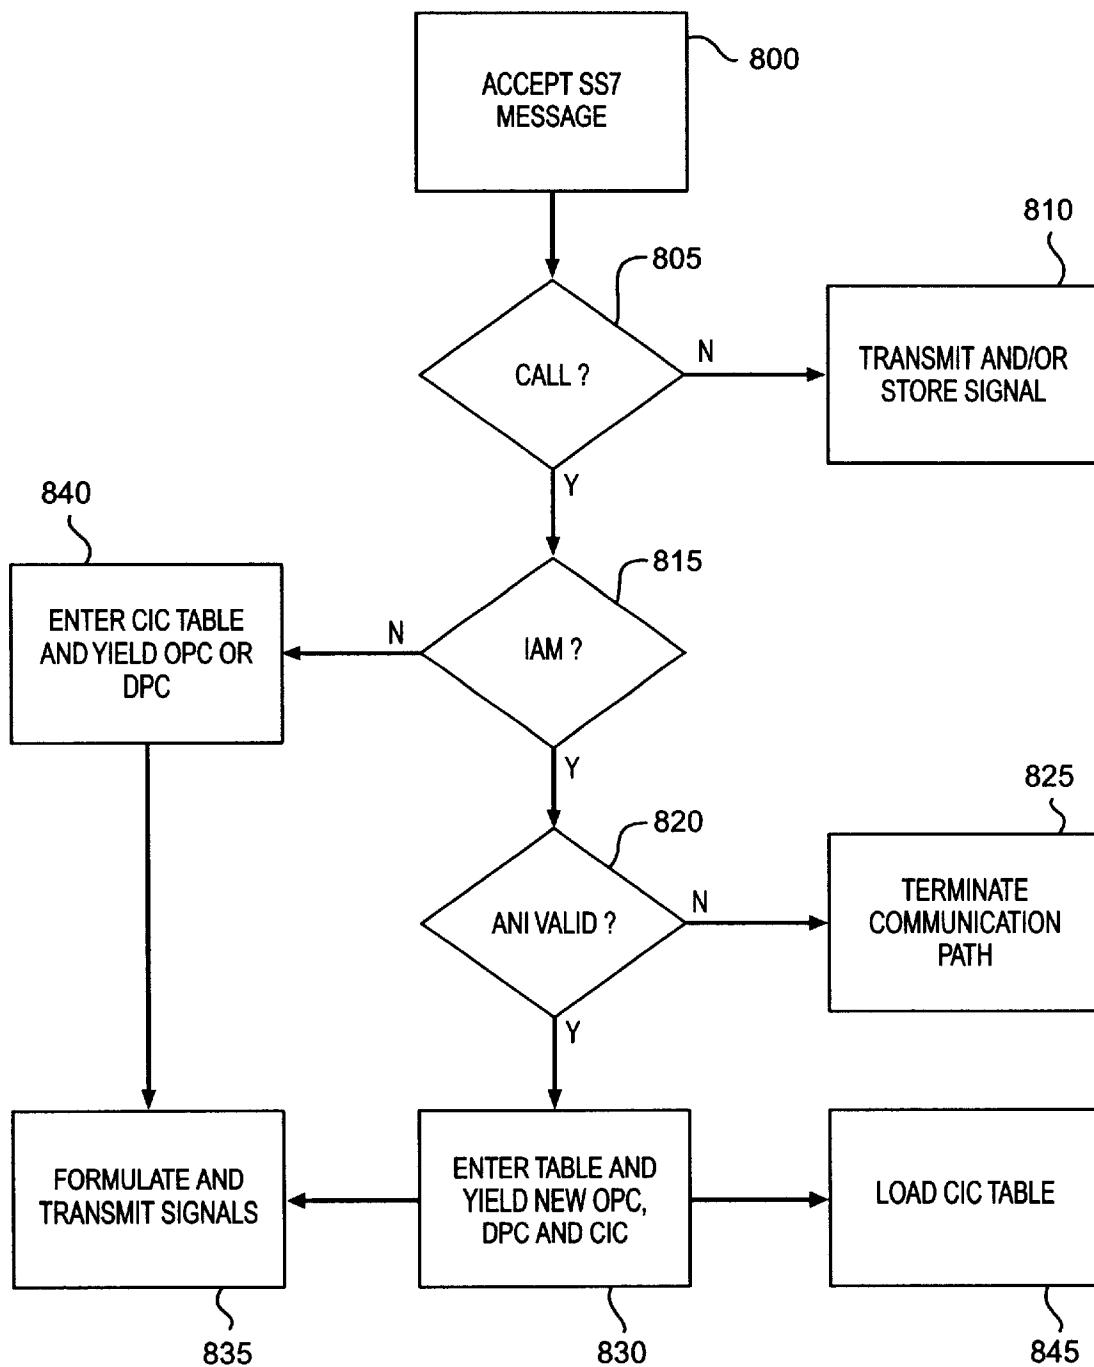 ACCEPT SS7
MESSAGE
800
805
CALL ?
N
Y
810
TRANSMIT AND/OR
STORE SIGNAL
815
IAM ?
N
Y
840
ENTER CIC TABLE
AND YIELD OPC OR
DPC
820
ANI VALID ?
N
Y
825
TERMINATE
COMMUNICATION
PATH
FORMULATE AND
TRANSMIT SIGNALS
835
ENTER TABLE AND
YIELD NEW OPC,
DPC AND CIC
830
LOAD CIC TABLE
845